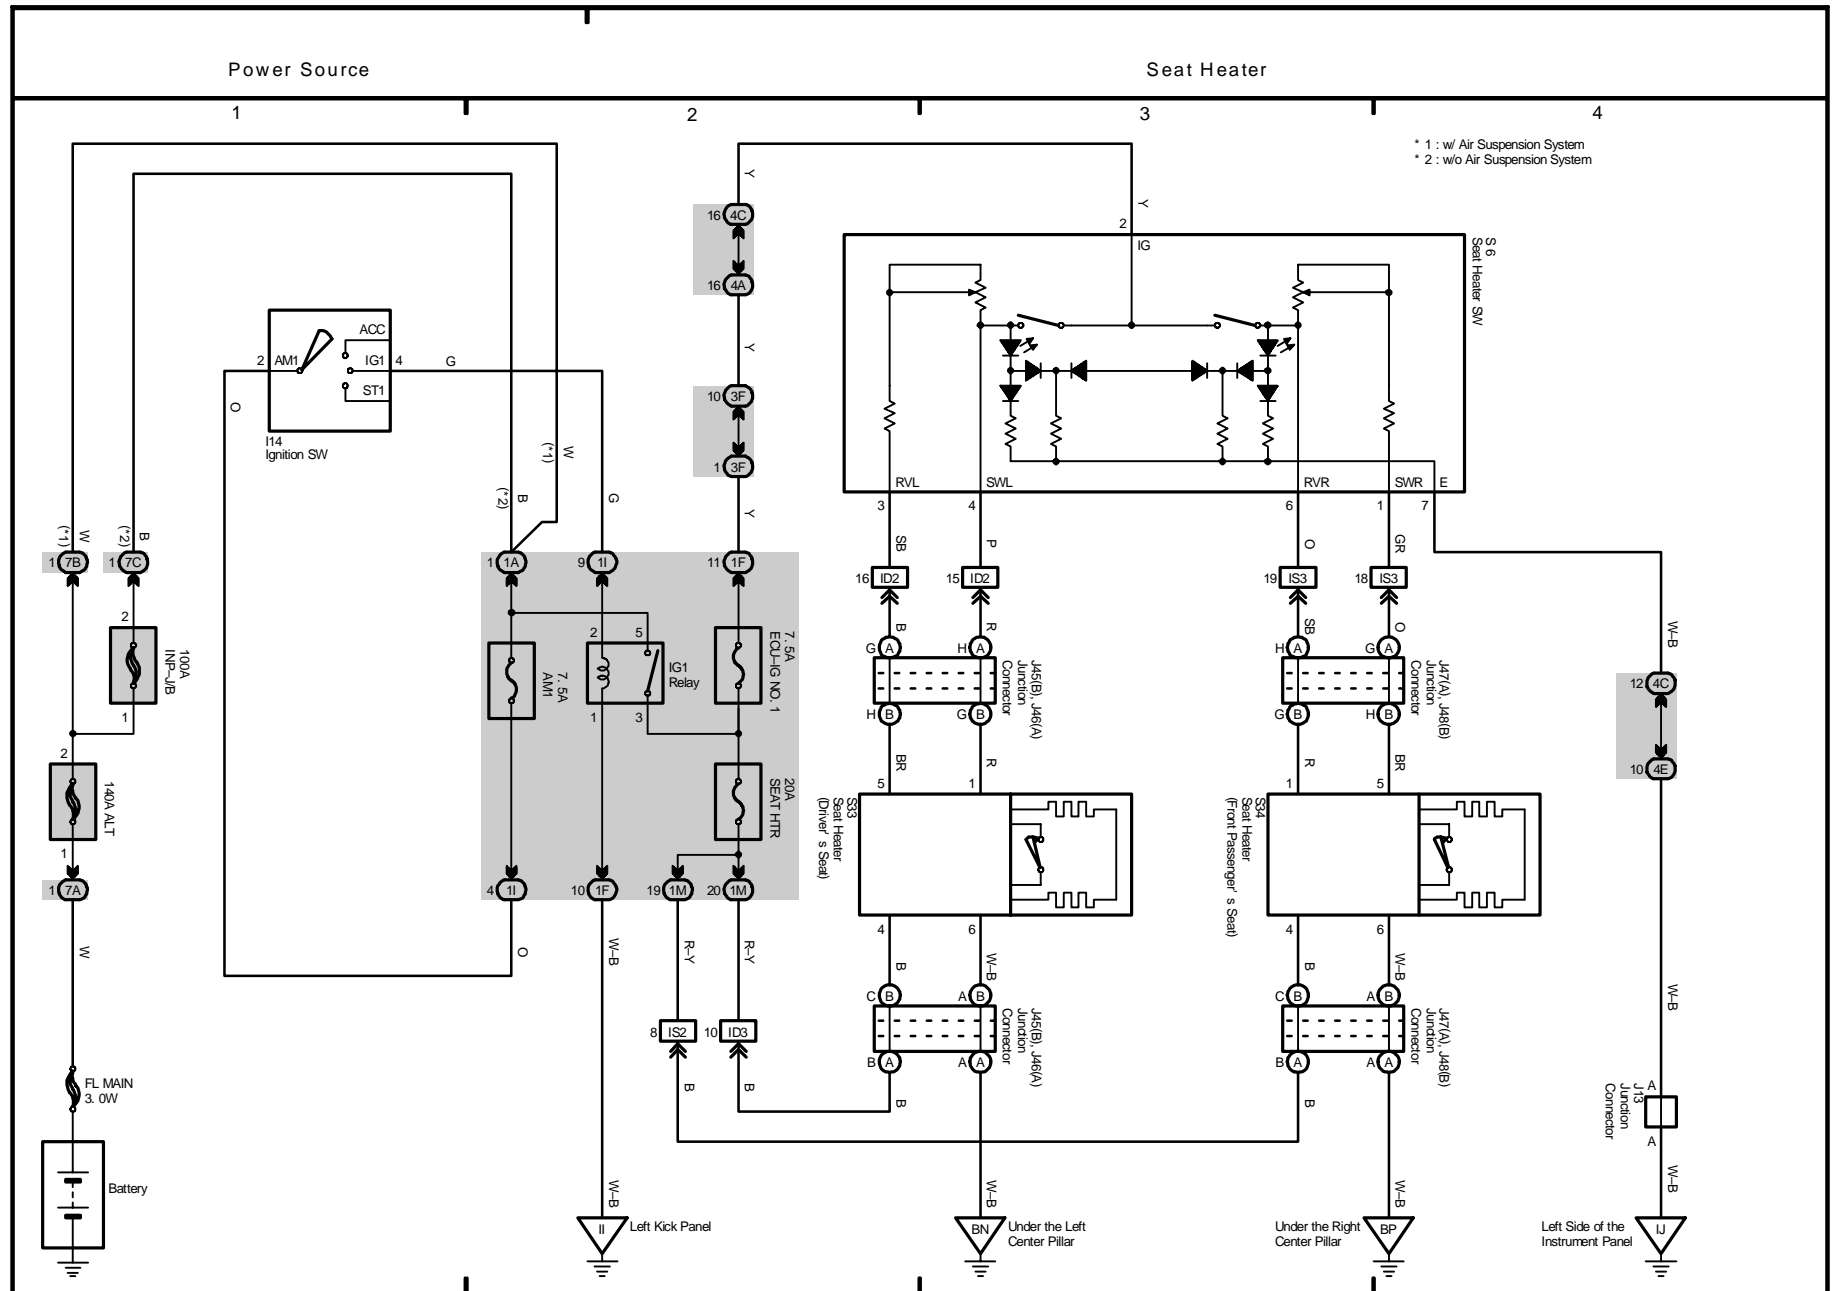 Power Source
Seat Heater
1
2
3
4
* 1 : w/ Air Suspension System
* 2 : w/o Air Suspension System
Y
Y
16 4C
16 4A
Y
10 3F
1 3F
Y
2
IG
S 6
Seat Heater SW
ACC
2 AM1
IG1 4
G
ST1
I14
Ignition SW
O
W
(*1)
B
(*2)
G
RVL
SWL
RVR
SWR
E
3
4
6
1
7
W
(*1)
B
(*2)
1 7B
1 7C
1 1A
9 1I
11 1F
SB
P
O
GR
16 ID2
15 ID2
19 IS3
18 IS3
B
R
SB
O
W–B
2
100A
INP–J/B
1
2
5
7. 5A
AM1
IG1
Relay
1
3
7. 5A
ECU–IG NO. 1
G A
H A
H B
G B
J45(B), J46(A)
Junction
Connector
H A
G A
G B
H B
J47(A), J48(B)
Junction
Connector
12 4C
10 4E
2
140A ALT
1
1 7A
BR
R
R
BR
20A
SEAT HTR
5
1
S33
Seat Heater
(Driver' s Seat)
4
6
1
5
S34
Seat Heater
(Front Passenger' s Seat)
4
6
4 1I
10 1F
19 1M
20 1M
W
O
W–B
R–Y
R–Y
B
W–B
B
W–B
W–B
C B
A B
B A
A A
J45(B), J46(A)
Junction
Connector
C B
A B
B A
A A
J47(A), J48(B)
Junction
Connector
8 IS2
10 ID3
B
B
B
B
FL MAIN
3. 0W
A
J13
Junction
Connector
A
Battery
W–B
W–B
W–B
W–B
II
Left Kick Panel
BN
Under the Left
Center Pillar
Under the Right
Center Pillar
BP
Left Side of the
Instrument Panel
IJ